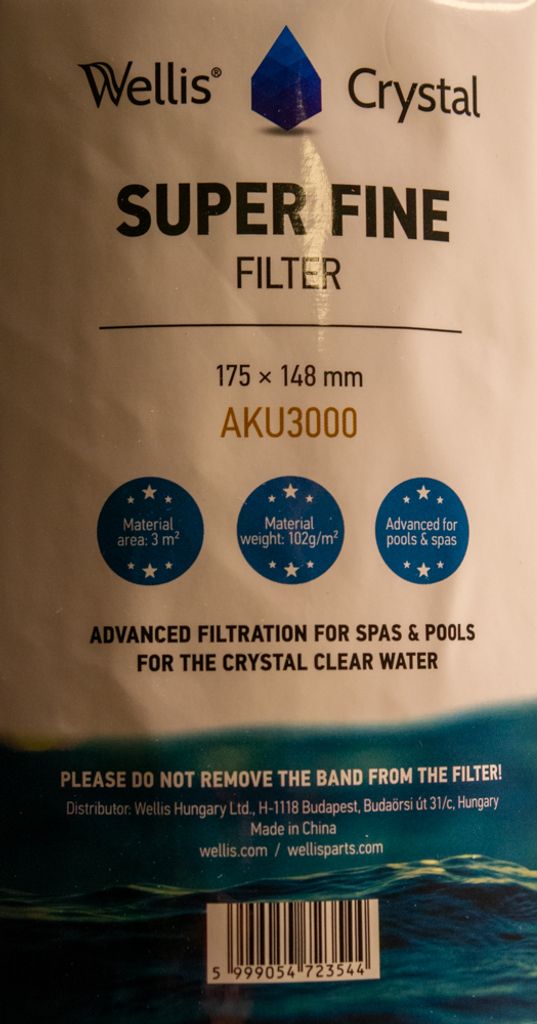 Wellis® Crystal
SUPER FINE
FILTER
175 × 148 mm
AKU3000
Material
area: 3 m²
Material
weight: 102g/m²
Advanced for
pools & spas
ADVANCED FILTRATION FOR SPAS & POOLS
FOR THE CRYSTAL CLEAR WATER
PLEASE DO NOT REMOVE THE BAND FROM THE FILTER!
Distributor: Wellis Hungary Ltd., H-1118 Budapest, Budaörsi út 31/c, Hungary
Made in China
wellis.com / wellisparts.com
5 999054 723544